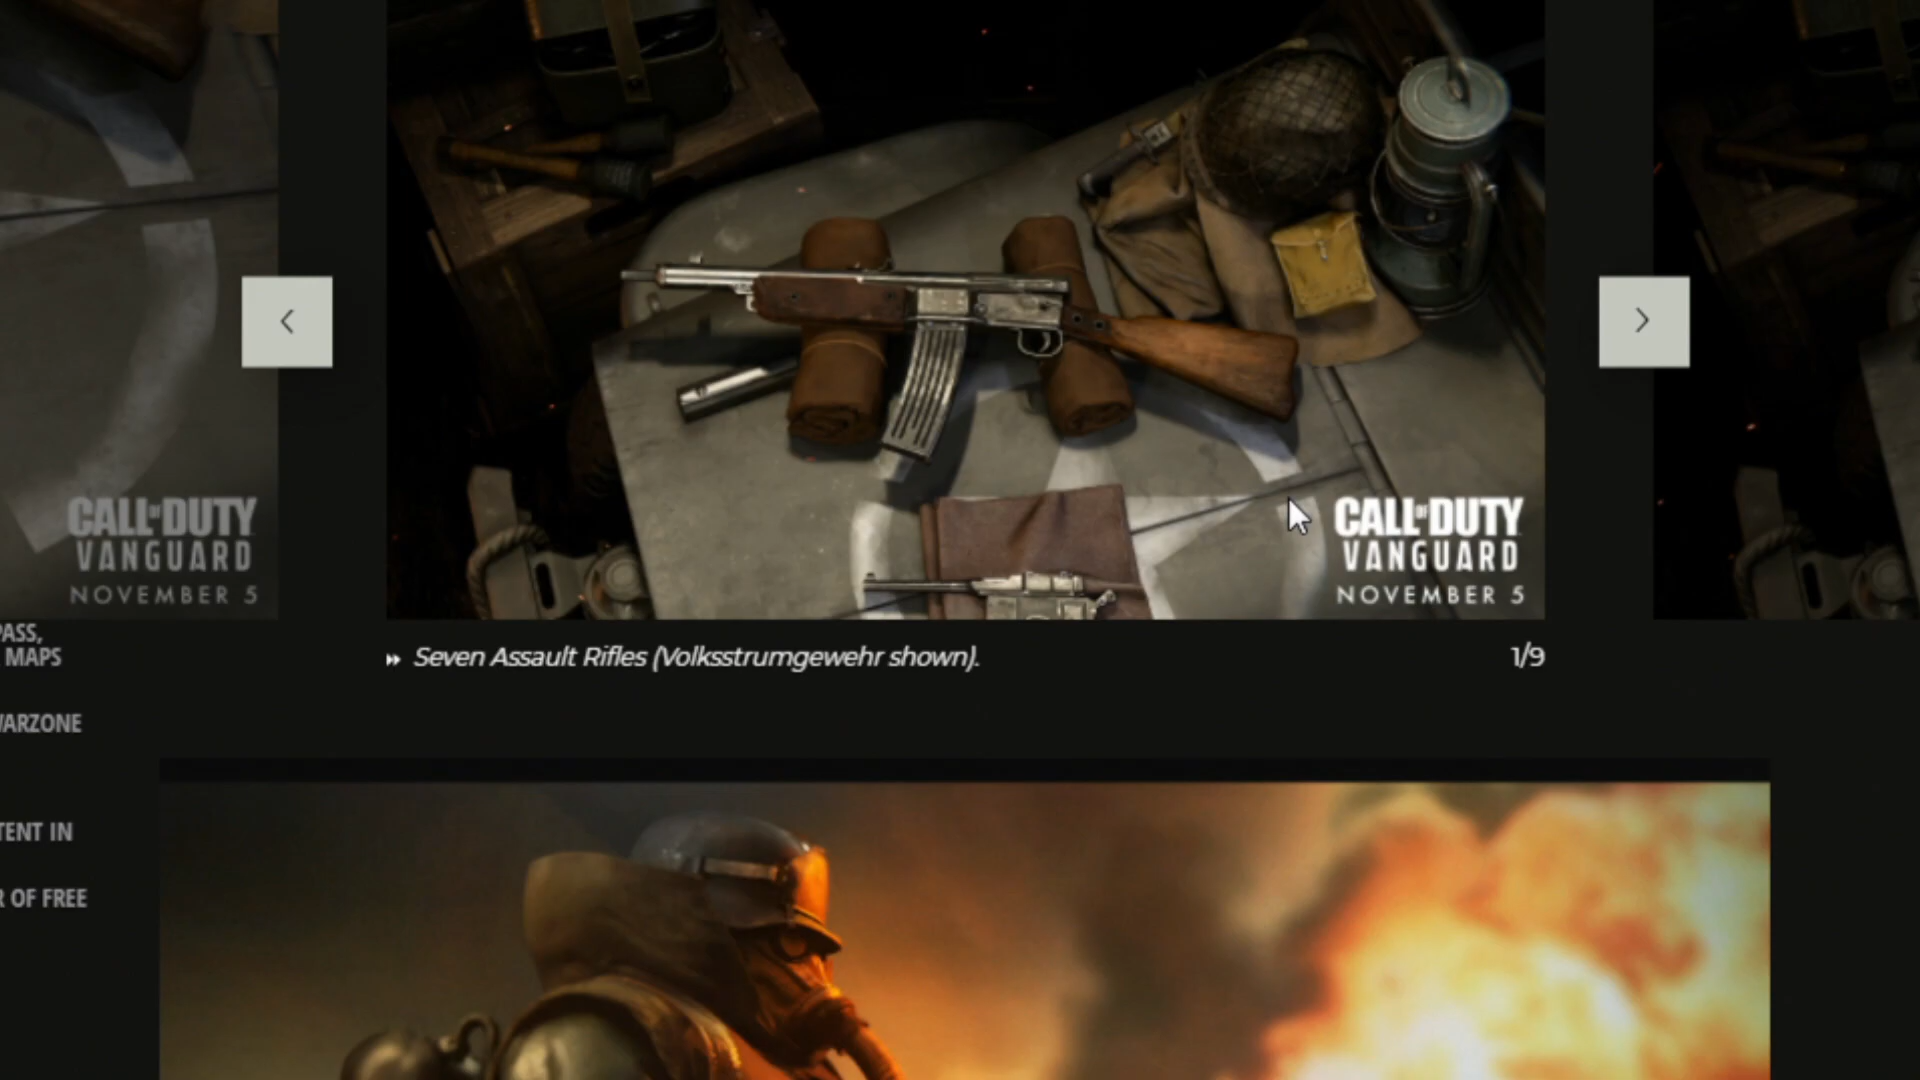 CALL OF DUTY
VANGUARD
NOVEMBER 5
CALL OF DUTY
VANGUARD
NOVEMBER 5
PASS,
MAPS
Seven Assault Rifles (Volksstrumgewehr shown).
1/9
WARZONE
TENT IN
R OF FREE